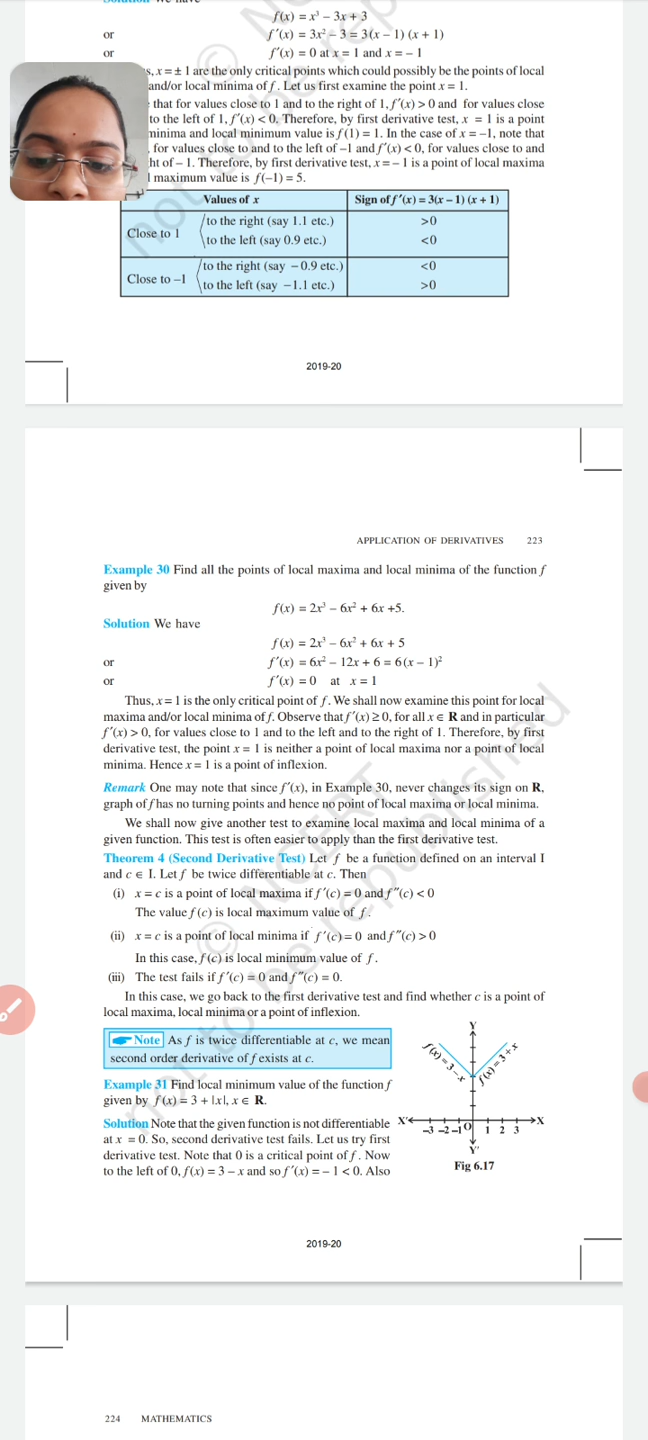 f(x) = x³ – 3x + 3
or f′(x) = 3x² – 3 = 3(x – 1) (x + 1)
or f′(x) = 0 at x = 1 and x = – 1
s, x = ± 1 are the only critical points which could possibly be the points of local
and/or local minima of f. Let us first examine the point x = 1.
that for values close to 1 and to the right of 1, f′(x) > 0 and for values close
to the left of 1, f′(x) < 0. Therefore, by first derivative test, x = 1 is a point
minima and local minimum value is f(1) = 1. In the case of x = –1, note that
, for values close to and to the left of –1 and f′(x) < 0, for values close to and
ht of – 1. Therefore, by first derivative test, x = – 1 is a point of local maxima
l maximum value is f(–1) = 5.
Values of x Sign of f′(x) = 3(x – 1) (x + 1)
Close to 1 to the right (say 1.1 etc.) >0
to the left (say 0.9 etc.) <0
Close to –1 to the right (say –0.9 etc.) <0
to the left (say –1.1 etc.) >0
2019-20
APPLICATION OF DERIVATIVES 223
Example 30 Find all the points of local maxima and local minima of the function f
given by
f(x) = 2x³ – 6x² + 6x +5.
Solution We have
f(x) = 2x³ – 6x² + 6x + 5
or f′(x) = 6x² – 12x + 6 = 6(x – 1)²
or f′(x) = 0 at x = 1
Thus, x = 1 is the only critical point of f. We shall now examine this point for local
maxima and/or local minima of f. Observe that f′(x) ≥ 0, for all x ∈ R and in particular
f′(x) > 0, for values close to 1 and to the left and to the right of 1. Therefore, by first
derivative test, the point x = 1 is neither a point of local maxima nor a point of local
minima. Hence x = 1 is a point of inflexion.
Remark One may note that since f′(x), in Example 30, never changes its sign on R,
graph of f has no turning points and hence no point of local maxima or local minima.
We shall now give another test to examine local maxima and local minima of a
given function. This test is often easier to apply than the first derivative test.
Theorem 4 (Second Derivative Test) Let f be a function defined on an interval I
and c ∈ I. Let f be twice differentiable at c. Then
(i) x = c is a point of local maxima if f′(c) = 0 and f″(c) < 0
The value f(c) is local maximum value of f.
(ii) x = c is a point of local minima if f′(c) = 0 and f″(c) > 0
In this case, f(c) is local minimum value of f.
(iii) The test fails if f′(c) = 0 and f″(c) = 0.
In this case, we go back to the first derivative test and find whether c is a point of
local maxima, local minima or a point of inflexion.
Note As f is twice differentiable at c, we mean
second order derivative of f exists at c.
Example 31 Find local minimum value of the function f
given by f(x) = 3 + |x|, x ∈ R.
Solution Note that the given function is not differentiable
at x = 0. So, second derivative test fails. Let us try first
derivative test. Note that 0 is a critical point of f. Now
to the left of 0, f(x) = 3 – x and so f′(x) = – 1 < 0. Also
Y
f(x) = 3 – x
f(x) = 3 + x
X′ –3 –2 –1 O 1 2 3 X
Y′
Fig 6.17
2019-20
224 MATHEMATICS
© NCERT
not to be republished